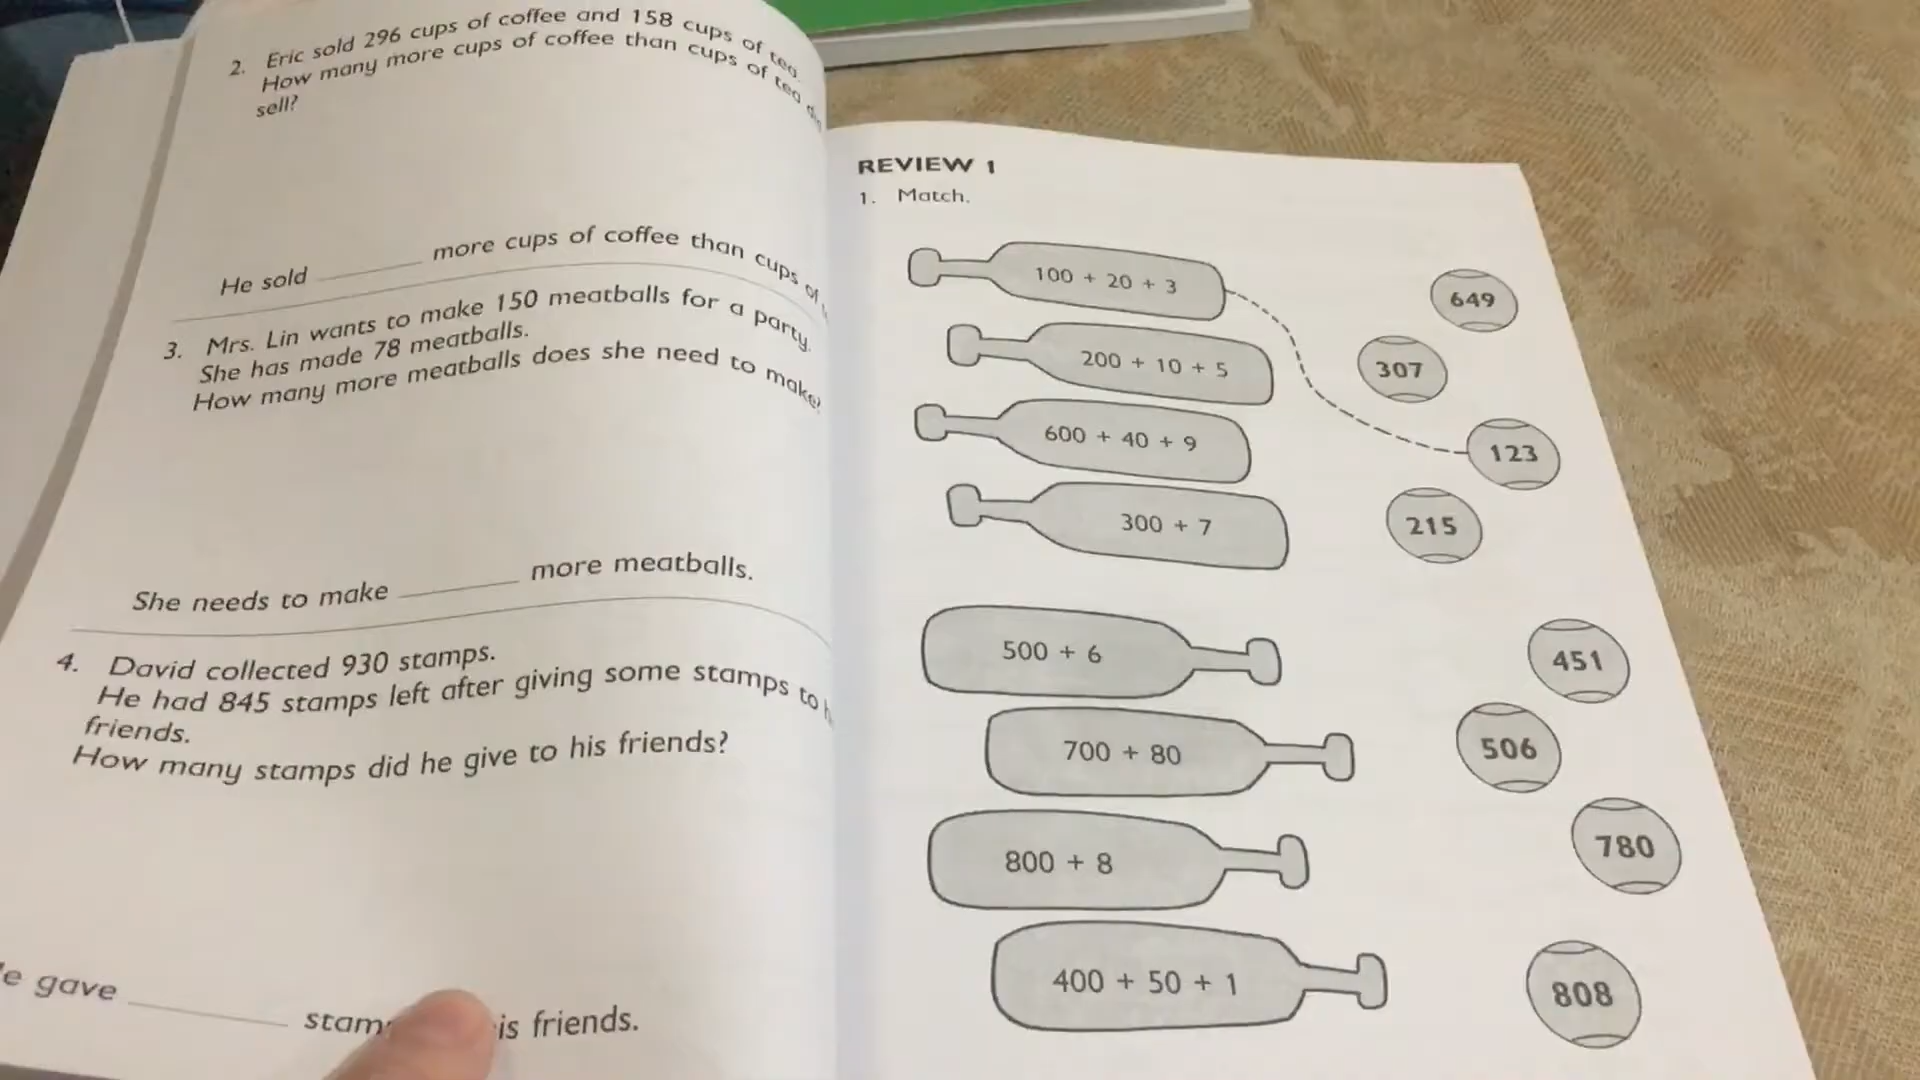 2. Eric sold 296 cups of coffee and 158 cups of tea.
How many more cups of coffee than cups of tea
sell?
He sold ________ more cups of coffee than cups of
3. Mrs. Lin wants to make 150 meatballs for a party.
She has made 78 meatballs.
How many more meatballs does she need to make?
She needs to make ________ more meatballs.
4. David collected 930 stamps.
He had 845 stamps left after giving some stamps to
friends.
How many stamps did he give to his friends?
gave ________ friends.
REVIEW 1
1. Match.
100 + 20 + 3
200 + 10 + 5
600 + 40 + 9
300 + 7
649
307
123
215
500 + 6
700 + 80
800 + 8
400 + 50 + 1
451
506
780
808